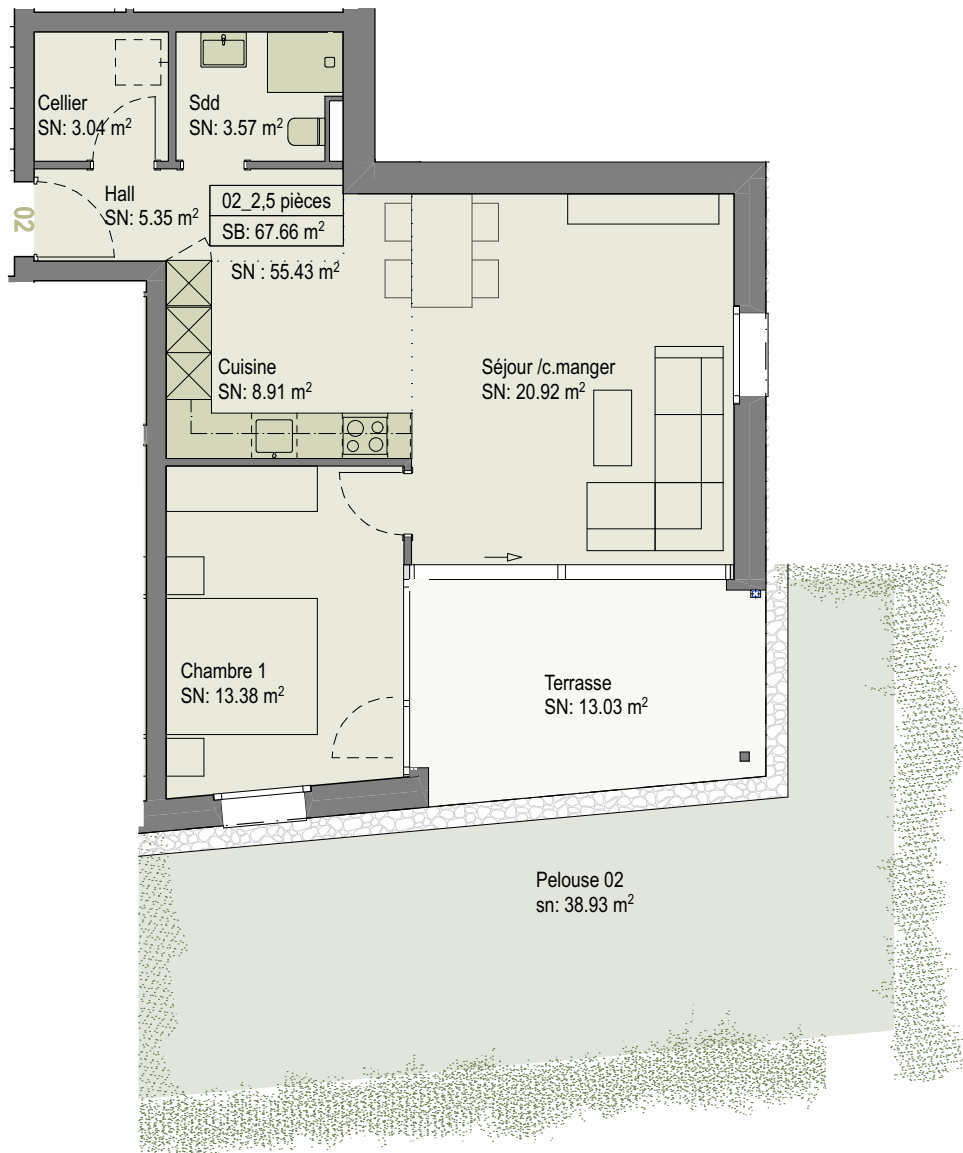 Cellier
SN: 3.04 m²
Sdd
SN: 3.57 m²
Hall
SN: 5.35 m²
02
02_2,5 pièces
SB: 67.66 m²
SN : 55.43 m²
Cuisine
SN: 8.91 m²
Séjour /c.manger
SN: 20.92 m²
Chambre 1
SN: 13.38 m²
Terrasse
SN: 13.03 m²
Pelouse 02
sn: 38.93 m²